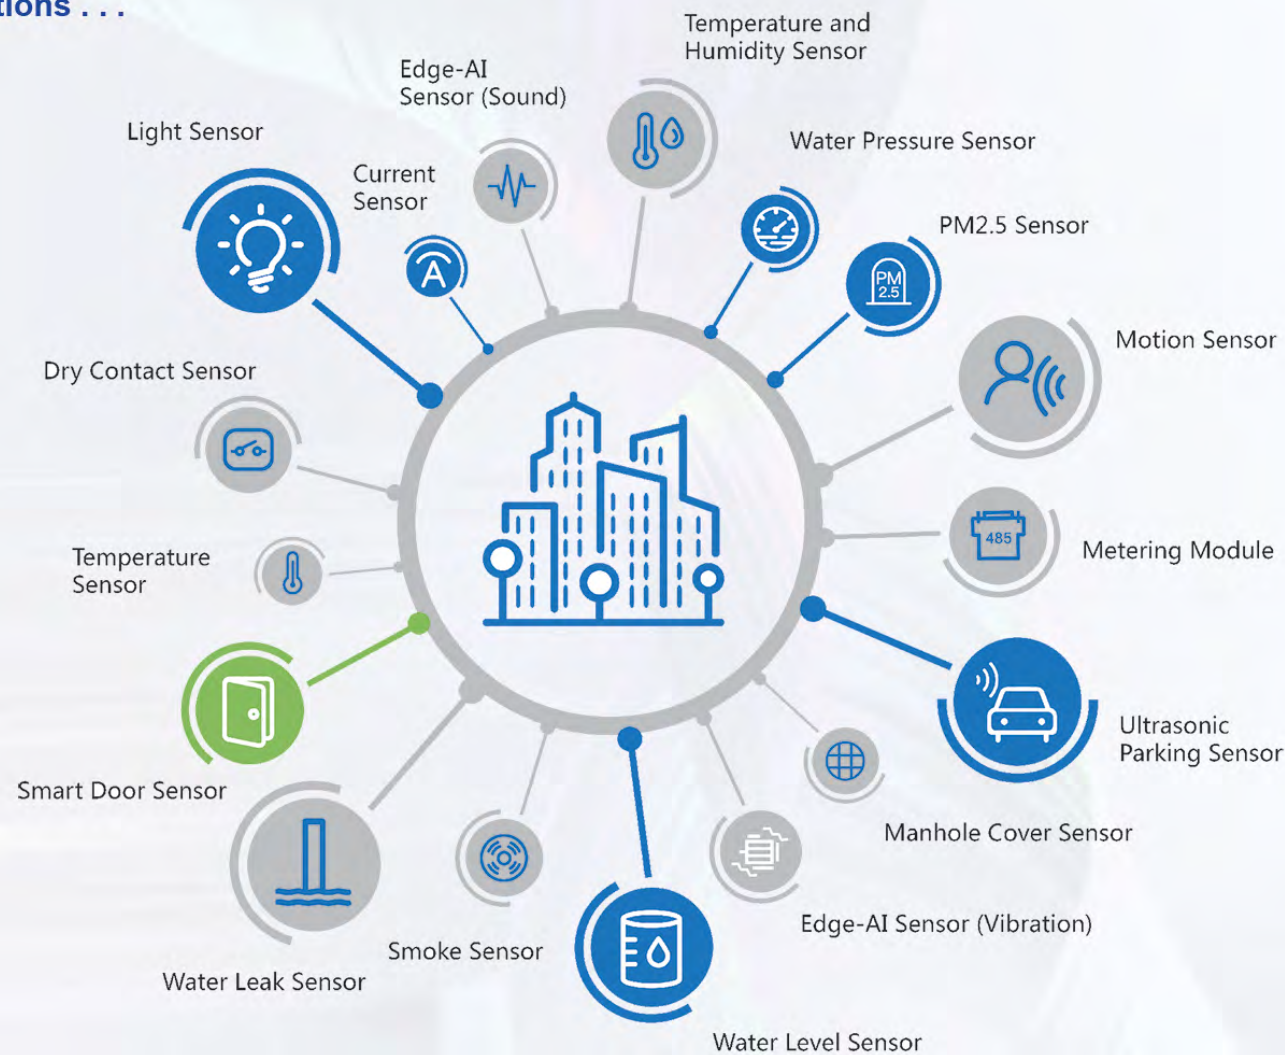 tions . . .
Temperature and
Humidity Sensor
Edge-AI
Sensor (Sound)
Light Sensor
Water Pressure Sensor
Current
Sensor
PM2.5 Sensor
A
PM
2.5
Motion Sensor
Dry Contact Sensor
485
Metering Module
Temperature
Sensor
Ultrasonic
Parking Sensor
Smart Door Sensor
Manhole Cover Sensor
Edge-AI Sensor (Vibration)
Smoke Sensor
Water Leak Sensor
Water Level Sensor